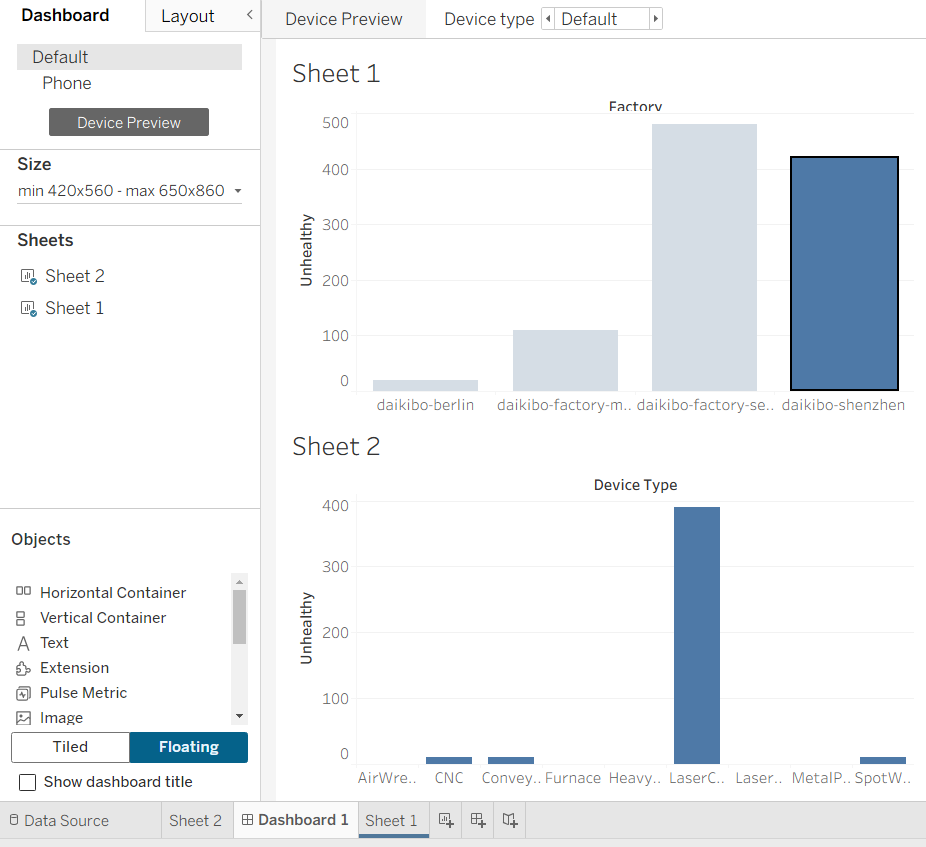 Dashboard
Layout
Default
Phone
Device Preview
Size
min 420x560 - max 650x860
Sheets
Sheet 2
Sheet 1
Objects
Horizontal Container
Vertical Container
Text
Extension
Pulse Metric
Image
Tiled
Floating
Show dashboard title
Device Preview
Device type
Default
Sheet 1
Factory
500
400
300
200
100
0
Unhealthy
daikibo-berlin
daikibo-factory-m..
daikibo-factory-se..
daikibo-shenzhen
Sheet 2
Device Type
400
300
200
100
0
Unhealthy
AirWre..
CNC
Convey..
Furnace
Heavy..
LaserC..
Laser..
MetalP..
SpotW..
Data Source
Sheet 2
Dashboard 1
Sheet 1